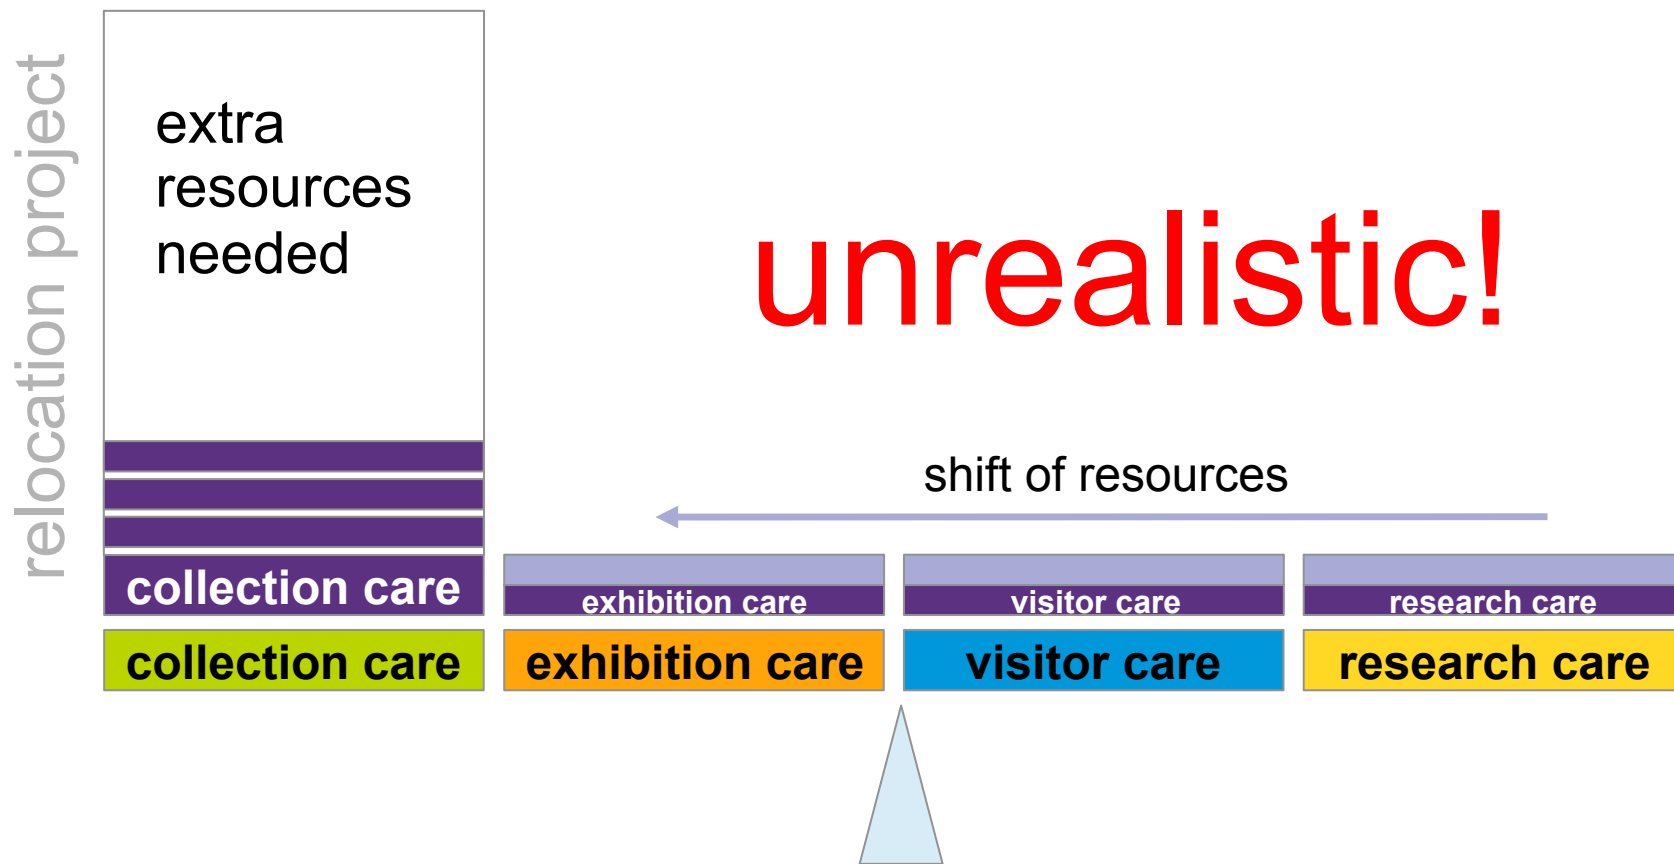 relocation project
extra
resources
needed
unrealistic!
shift of resources
collection care
exhibition care
visitor care
research care
collection care
exhibition care
visitor care
research care